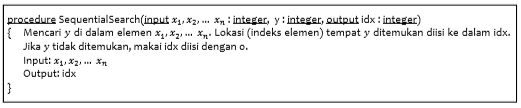 procedure SequentialSearch(input x₁, x₂, ... xₙ : integer, y : integer, output idx : integer)
{ Mencari y di dalam elemen x₁, x₂, ... xₙ. Lokasi (indeks elemen) tempat y ditemukan diisi ke dalam idx.
Jika y tidak ditemukan, makai idx diisi dengan 0.
Input: x₁, x₂, ... xₙ
Output: idx
}